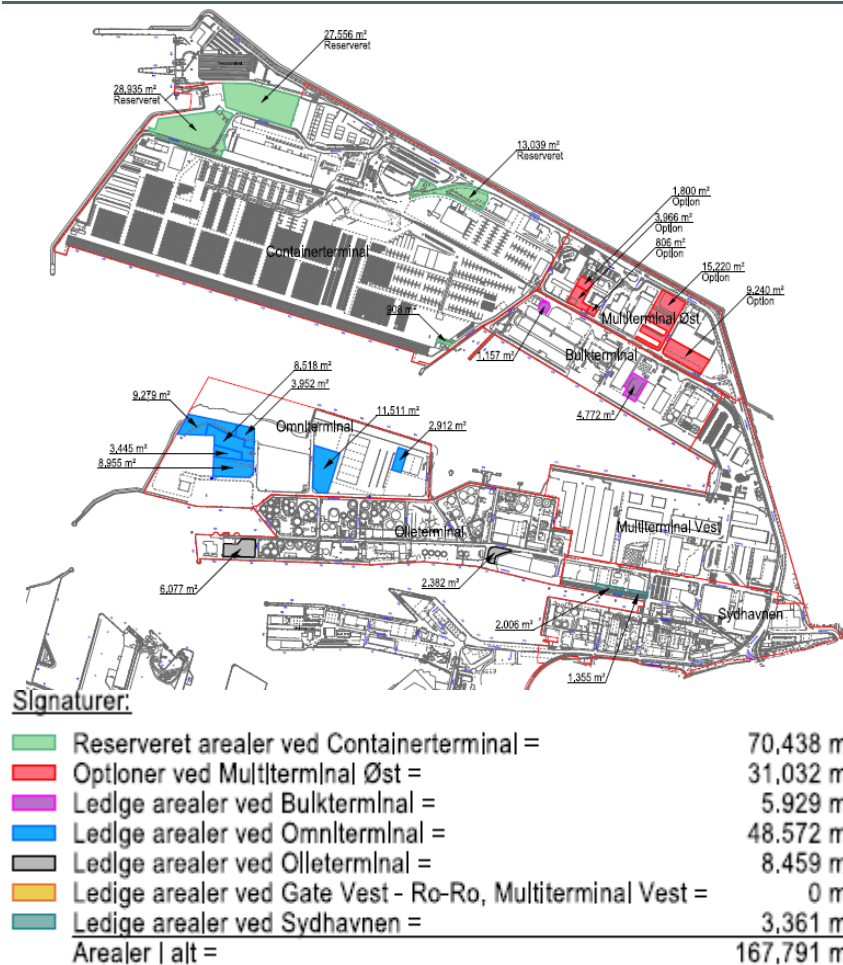 27,556 m²
Reserveret
28,935 m²
Reserveret
13,039 m²
Reserveret
1,800 m²
Option
3,966 m²
Option
806 m²
Option
15,220 m²
Option
9,240 m²
Option
Containerterminal
908 m²
Multiterminal Øst
1,157 m²
Bulkterminal
4,772 m²
8,518 m²
9,279 m²
3,952 m²
Omniterminal
11,511 m²
2,912 m²
3,445 m²
8,955 m²
Olieterminal
Multiterminal Vest
6,077 m²
2,382 m²
2,006 m²
Sydhavnen
1,355 m²
Signaturer:
Reserveret arealer ved Containerterminal = 70,438 m
Optioner ved Multiterminal Øst = 31,032 m
Ledige arealer ved Bulkterminal = 5.929 m
Ledige arealer ved Omniterminal = 48.572 m
Ledige arealer ved Olieterminal = 8.459 m
Ledige arealer ved Gate Vest - Ro-Ro, Multiterminal Vest = 0 m
Ledige arealer ved Sydhavnen = 3,361 m
Arealer i alt = 167,791 m